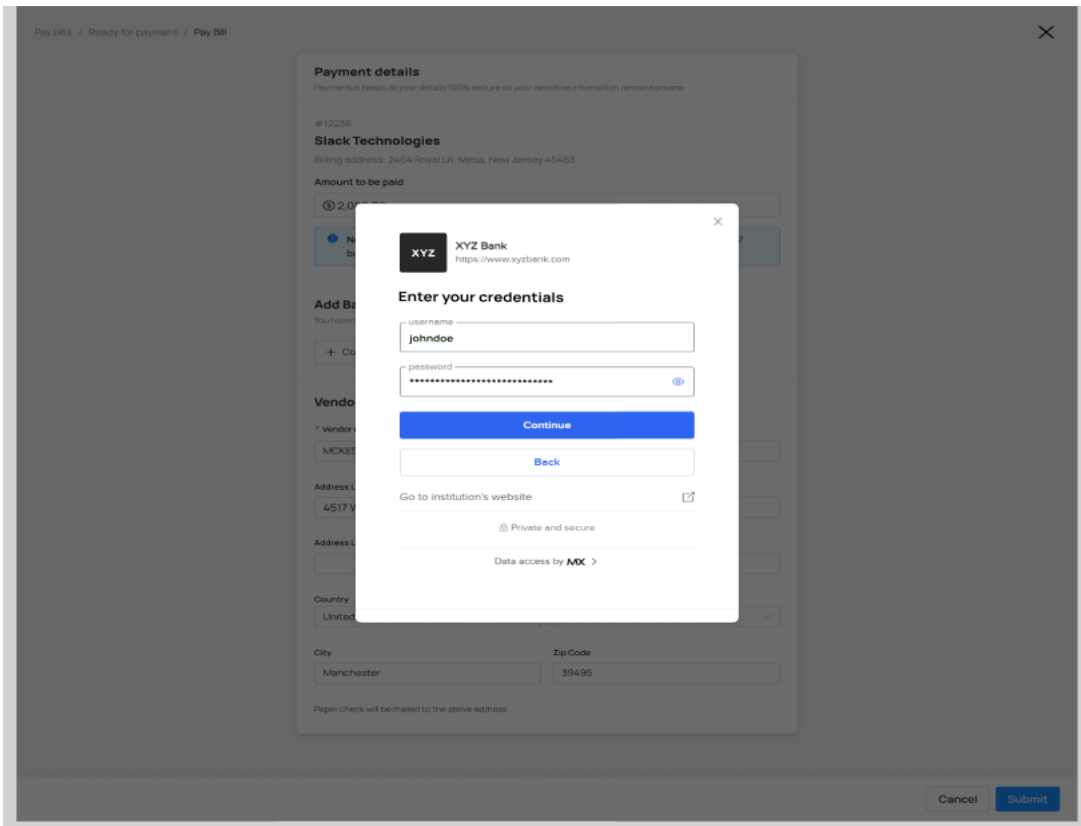 Pay bills / Ready for payment / Pay Bill
Payment details
Paymentus keeps all your details 100% secure so your sensitive information remains private.
#12236
Slack Technologies
Billing address: 2464 Royal Ln. Mesa, New Jersey 45463
Amount to be paid
XYZ
XYZ Bank
https://www.xyzbank.com
Enter your credentials
username
johndoe
password
•••••••••••••••••••••••••••••
Continue
Back
Go to institution's website
Private and secure
Data access by MX >
Add Ba
You have
+ Co
Vendo
* Vendor
MCKES
Address L
4517 V
Address L
Country
United
City
Manchester
Zip Code
39495
Paper check will be mailed to the above address
Cancel
Submit